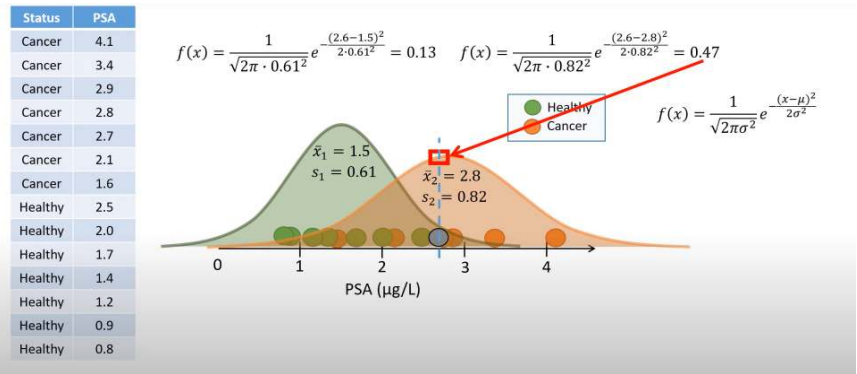 Status PSA
Cancer 4.1
Cancer 3.4
Cancer 2.9
Cancer 2.8
Cancer 2.7
Cancer 2.1
Cancer 1.6
Healthy 2.5
Healthy 2.0
Healthy 1.7
Healthy 1.4
Healthy 1.2
Healthy 0.9
Healthy 0.8
f(x) = 1/√(2π · 0.61²) e^(-(2.6−1.5)²/(2·0.61²)) = 0.13
f(x) = 1/√(2π · 0.82²) e^(-(2.6−2.8)²/(2·0.82²)) = 0.47
f(x) = 1/√(2πσ²) e^(-(x−μ)²/(2σ²))
Healthy
Cancer
x̄₁ = 1.5
s₁ = 0.61
x̄₂ = 2.8
s₂ = 0.82
0 1 2 3 4
PSA (µg/L)